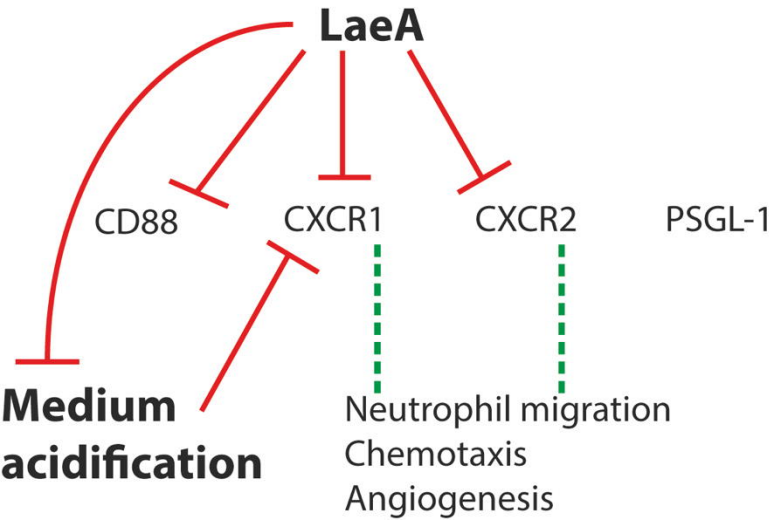 LaeA
CD88
CXCR1
CXCR2
PSGL-1
Medium
acidification
Neutrophil migration
Chemotaxis
Angiogenesis